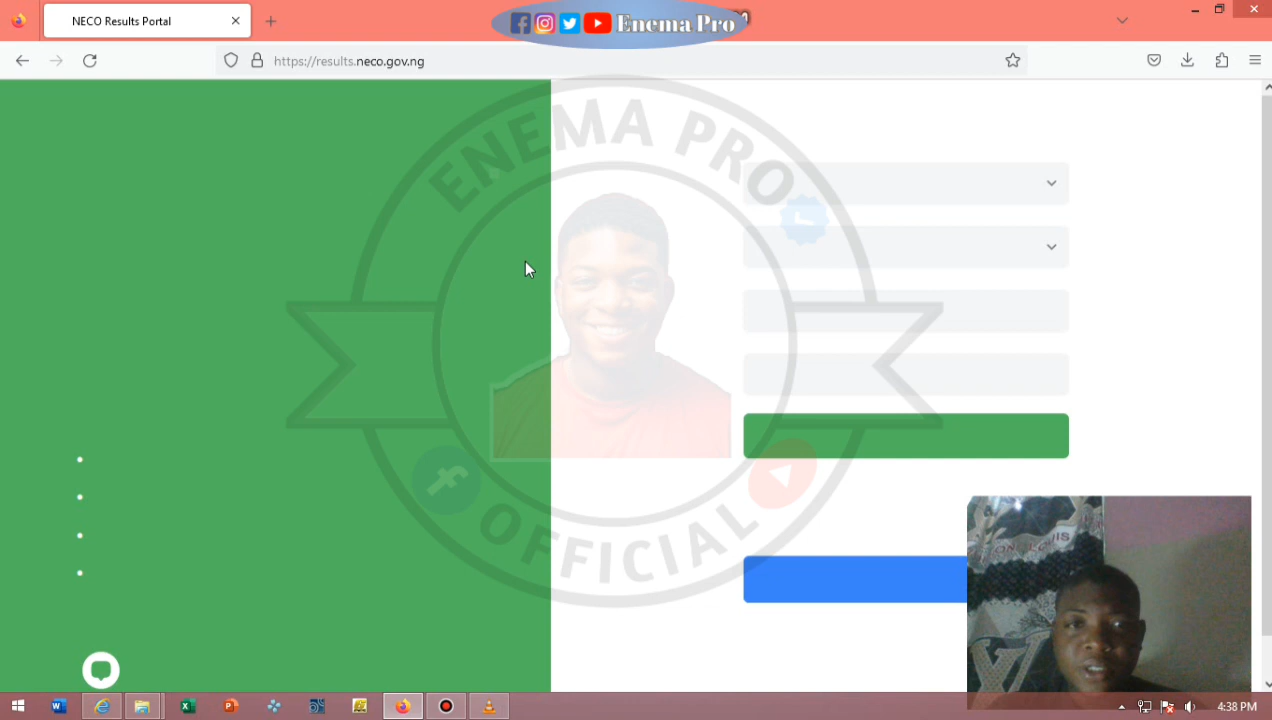 NECO Results Portal
Enema Pro
https://results.neco.gov.ng
ENEMA PRO
OFFICIAL
4:38 PM